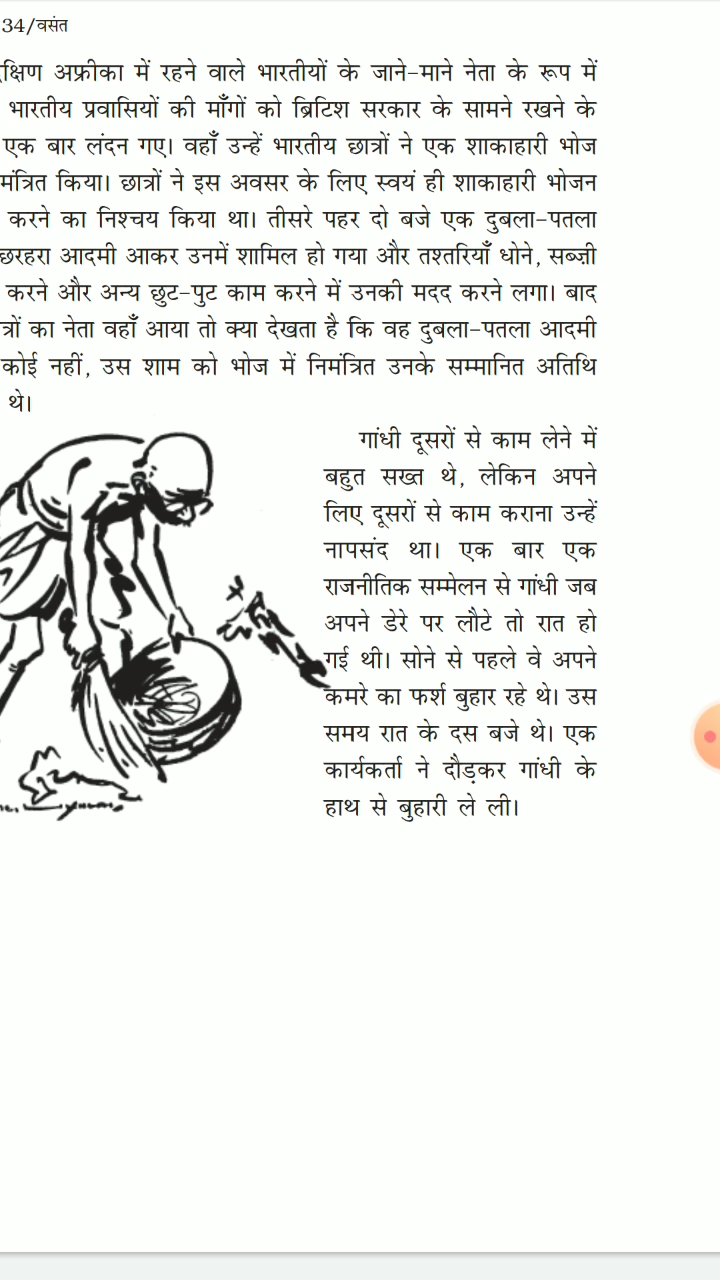 34/वसंत
क्षिण अफ्रीका में रहने वाले भारतीयों के जाने-माने नेता के रूप में
भारतीय प्रवासियों की माँगों को ब्रिटिश सरकार के सामने रखने के
एक बार लंदन गए। वहाँ उन्हें भारतीय छात्रों ने एक शाकाहारी भोज
मंत्रित किया। छात्रों ने इस अवसर के लिए स्वयं ही शाकाहारी भोजन
करने का निश्चय किया था। तीसरे पहर दो बजे एक दुबला-पतला
छरहरा आदमी आकर उनमें शामिल हो गया और तश्तरियाँ धोने, सब्ज़ी
करने और अन्य छुट-पुट काम करने में उनकी मदद करने लगा। बाद
त्रों का नेता वहाँ आया तो क्या देखता है कि वह दुबला-पतला आदमी
कोई नहीं, उस शाम को भोज में निमंत्रित उनके सम्मानित अतिथि
थे।
गांधी दूसरों से काम लेने में
बहुत सख्त थे, लेकिन अपने
लिए दूसरों से काम कराना उन्हें
नापसंद था। एक बार एक
राजनीतिक सम्मेलन से गांधी जब
अपने डेरे पर लौटे तो रात हो
गई थी। सोने से पहले वे अपने
कमरे का फर्श बुहार रहे थे। उस
समय रात के दस बजे थे। एक
कार्यकर्ता ने दौड़कर गांधी के
हाथ से बुहारी ले ली।